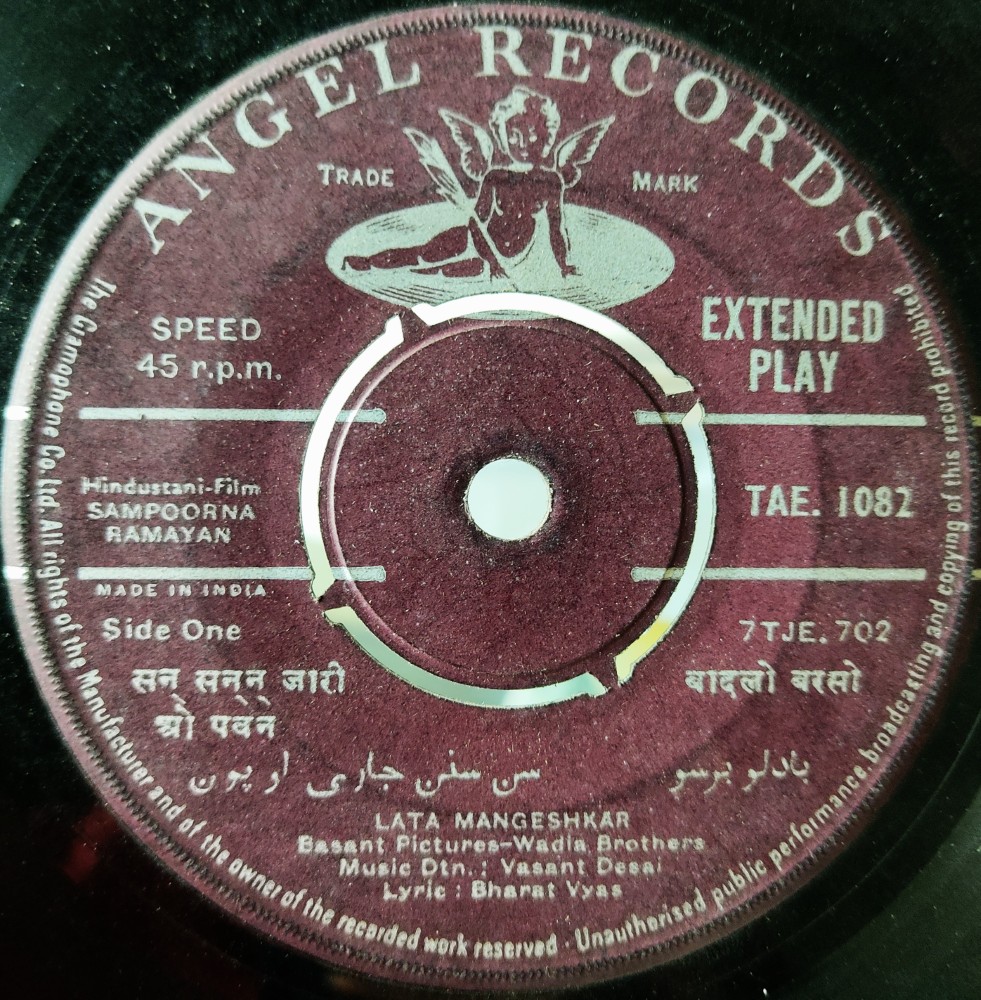 ANGEL RECORDS
TRADE MARK
SPEED
45 r.p.m.
EXTENDED
PLAY
Hindustani-Film
SAMPOORNA
RAMAYAN
TAE. 1082
MADE IN INDIA
Side One
7TJE. 702
सन सनन जारी
ओ पवन
बादलो बरसो
سن سنن جاری او پون
بادلو برسو
LATA MANGESHKAR
Basant Pictures-Wadia Brothers
Music Dtn.: Vasant Desai
Lyric : Bharat Vyas
The Gramophone Co. Ltd. All rights of the Manufacturer and of the owner of the recorded work reserved · Unauthorised public performance, broadcasting and copying of this record prohibited